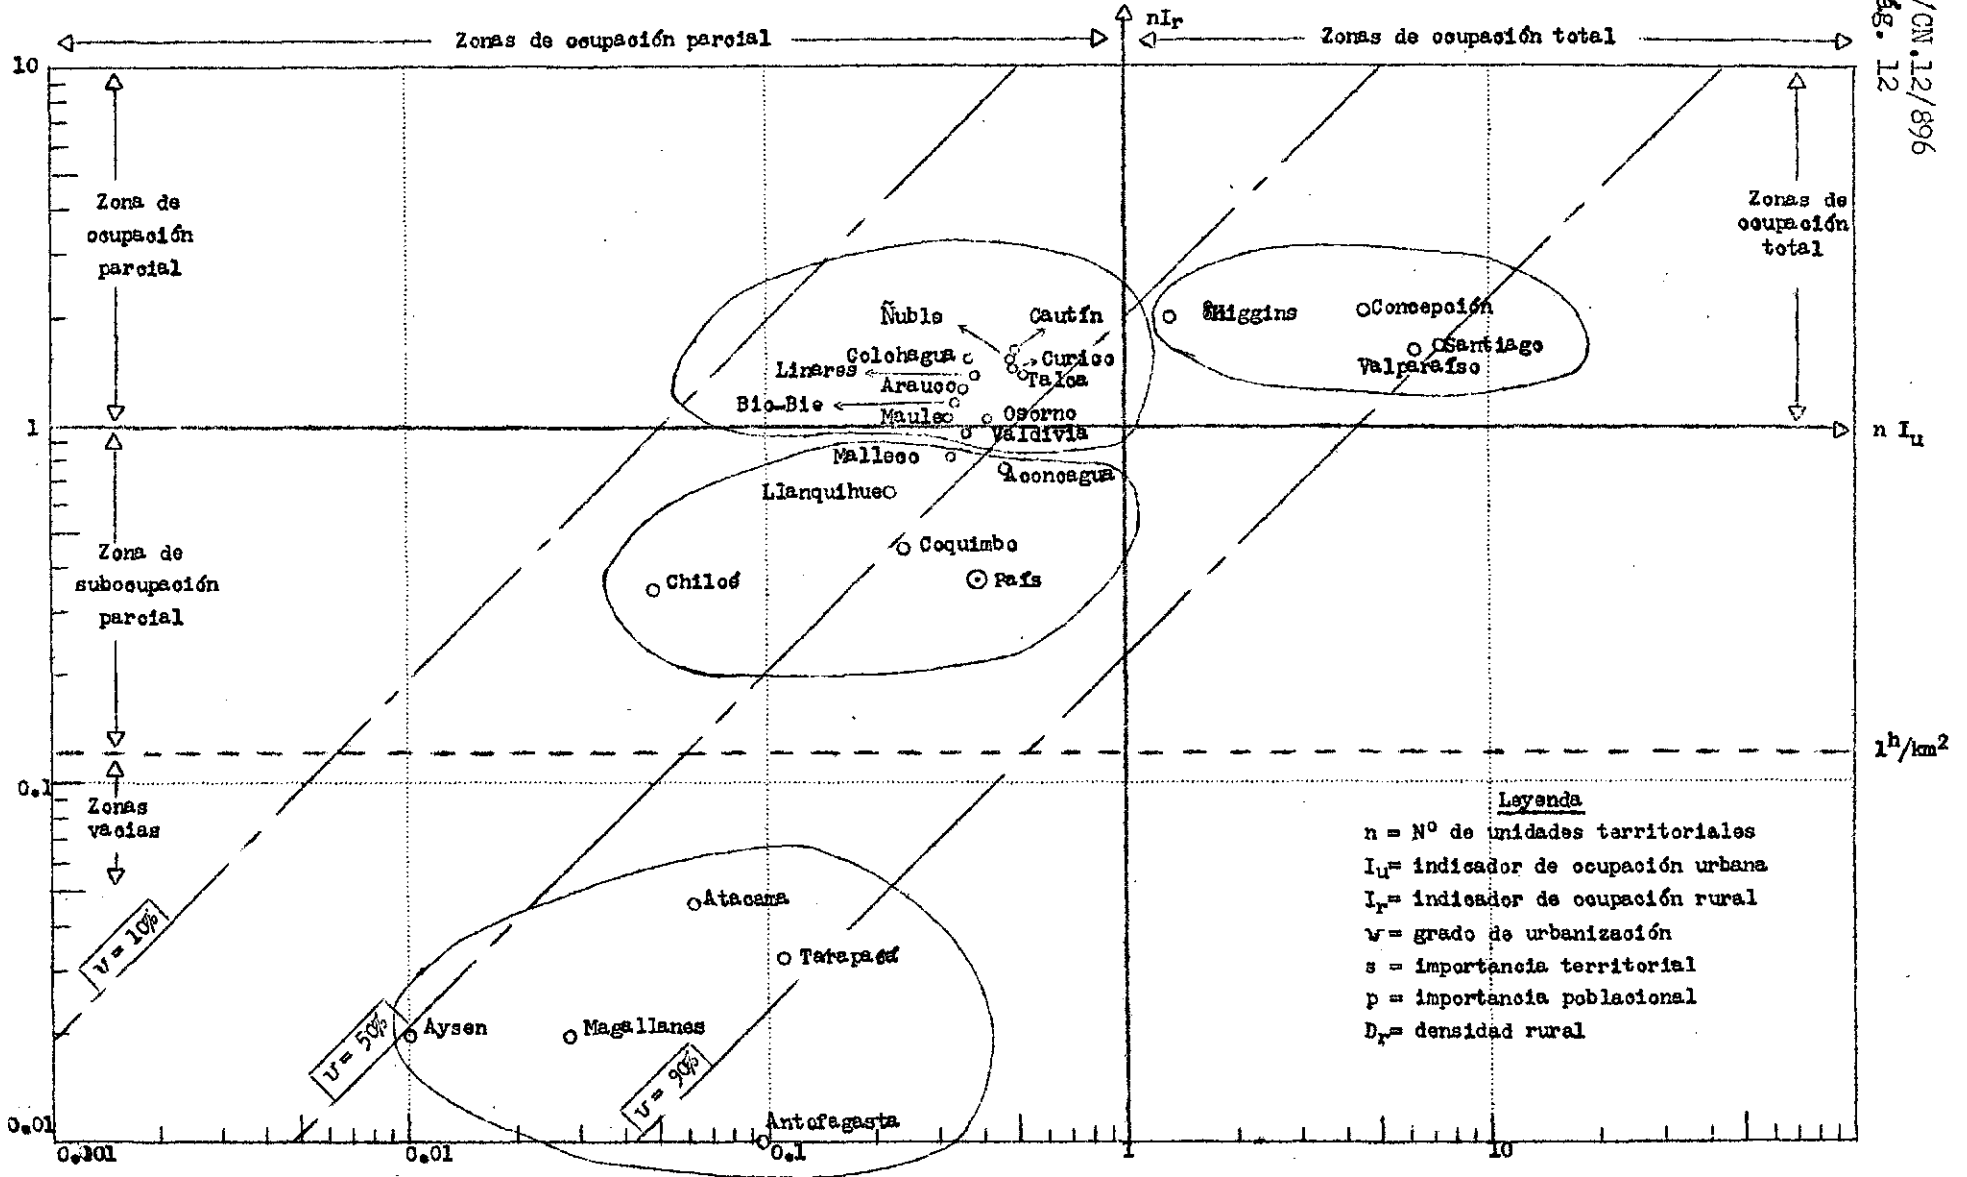 /CN.12/896
ág. 12
nIr
Zonas de ocupación parcial
Zonas de ocupación total
10
Zona de
ocupación
parcial
Zonas de
ocupación
total
Ñuble
Cautín
O'Higgins
Concepción
Colchagua
Curico
Santiago
Linares
Talca
Valparaíso
Arauco
Bio-Bio
Maule
Osorno
Valdivia
1
n Iu
Malleco
Aconcagua
Llanquihue
Coquimbo
Zona de
subocupación
parcial
Chiloé
País
1h/km2
0.1
Zonas
vacias
Leyenda
n = Nº de unidades territoriales
Iu= indicador de ocupación urbana
Ir= indicador de ocupación rural
v= grado de urbanización
s = importancia territorial
p = importancia poblacional
Dr= densidad rural
Atacama
v = 10%
Tarapacá
v = 50%
Aysen
Magallanes
v = 90%
Antofagasta
0.01
0.001
0.01
0.1
1
10